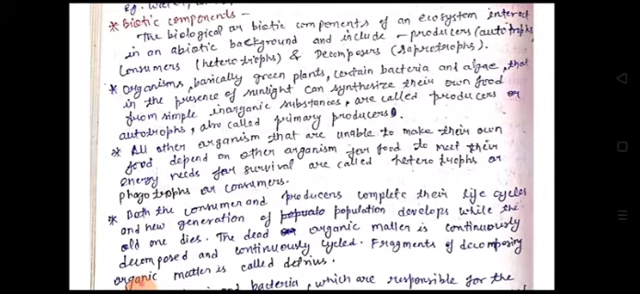 Eg. Water,
* Biotic components -
The biological or biotic components of an ecosystem interect
in an abiotic background and include - producers (autotrophs)
consumers (heterotrophs) & Decomposers (saprotrophs).
* Organisms, basically green plants, certain bacteria and algae, that
in the presence of sunlight can synthesize their own food
from simple inorganic substances, are called producers or
autotrophs, also called primary producers.
* All other organism that are unable to make their own
food depend on other organism for food to meet their
energy needs for survival are called heterotrophs or
phagotrophs or consumers.
* Both the consumer and producers complete their life cycles
and new generation of population develops while the
old one dies. The dead organic matter is continuously
decomposed and continuously cycled. Fragments of decomposing
organic matter is called detrius.
and bacteria, which are responsible for the